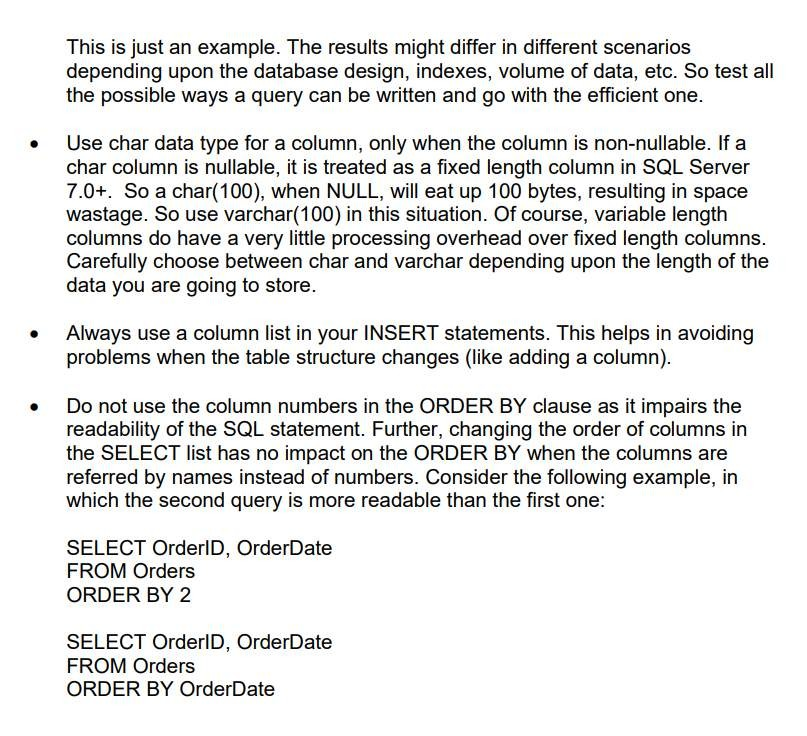 This is just an example. The results might differ in different scenarios
depending upon the database design, indexes, volume of data, etc. So test all
the possible ways a query can be written and go with the efficient one.
• Use char data type for a column, only when the column is non-nullable. If a
char column is nullable, it is treated as a fixed length column in SQL Server
7.0+.  So a char(100), when NULL, will eat up 100 bytes, resulting in space
wastage. So use varchar(100) in this situation. Of course, variable length
columns do have a very little processing overhead over fixed length columns.
Carefully choose between char and varchar depending upon the length of the
data you are going to store.
• Always use a column list in your INSERT statements. This helps in avoiding
problems when the table structure changes (like adding a column).
• Do not use the column numbers in the ORDER BY clause as it impairs the
readability of the SQL statement. Further, changing the order of columns in
the SELECT list has no impact on the ORDER BY when the columns are
referred by names instead of numbers. Consider the following example, in
which the second query is more readable than the first one:
SELECT OrderID, OrderDate
FROM Orders
ORDER BY 2
SELECT OrderID, OrderDate
FROM Orders
ORDER BY OrderDate